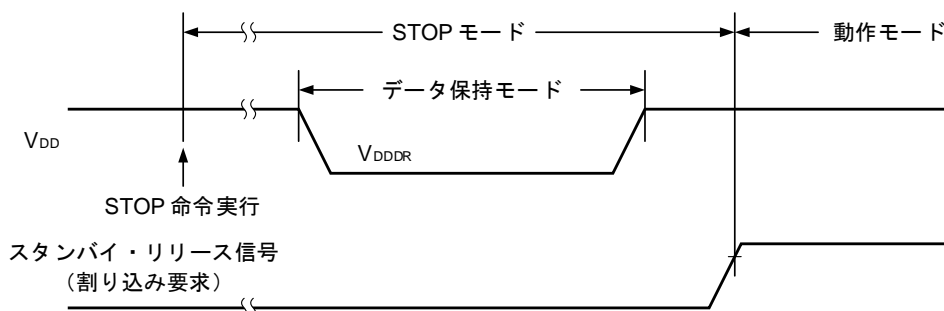 STOP モード
動作モード
データ保持モード
VDD
VDDDR
STOP 命令実行
スタンバイ・リリース信号
（割り込み要求）